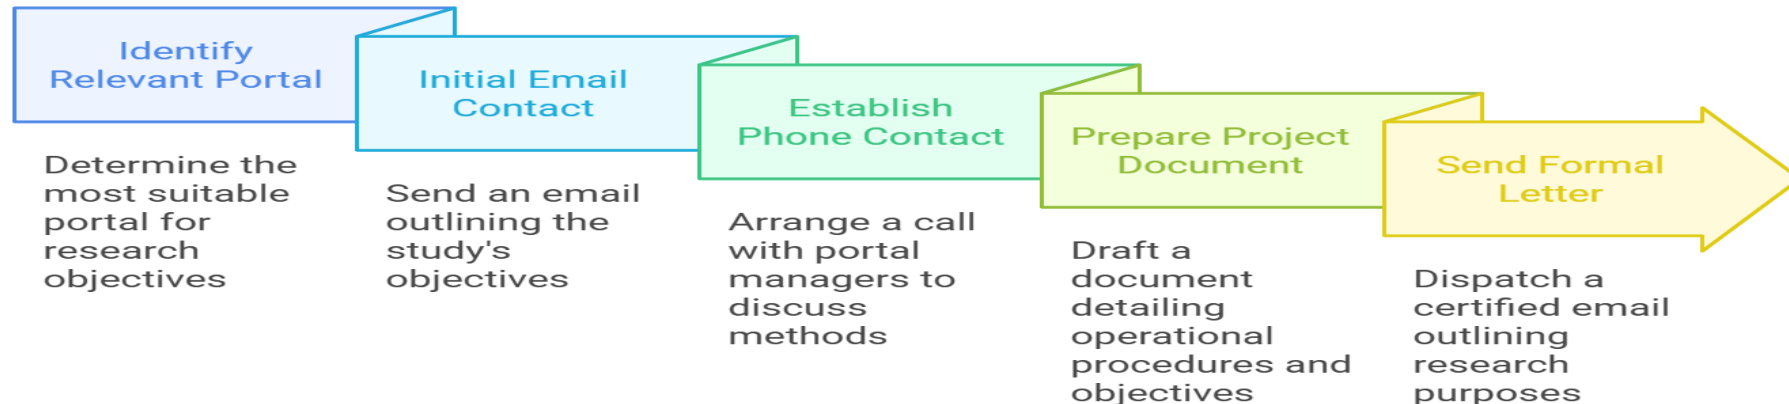 Identify
Relevant Portal
Determine the
most suitable
portal for
research
objectives
Initial Email
Contact
Send an email
outlining the
study's
objectives
Establish
Phone Contact
Arrange a call
with portal
managers to
discuss
methods
Prepare Project
Document
Draft a
document
detailing
operational
procedures and
objectives
Send Formal
Letter
Dispatch a
certified email
outlining
research
purposes